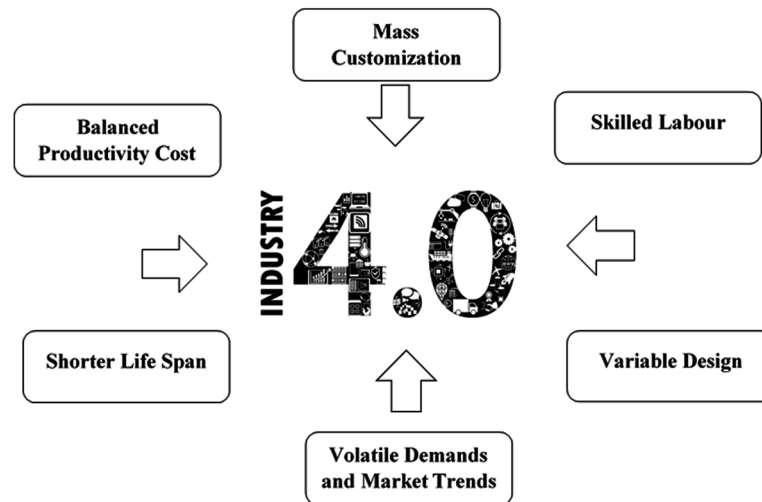 Mass
Customization
Balanced
Productivity Cost
Skilled Labour
INDUSTRY
4.0
Shorter Life Span
Variable Design
Volatile Demands
and Market Trends